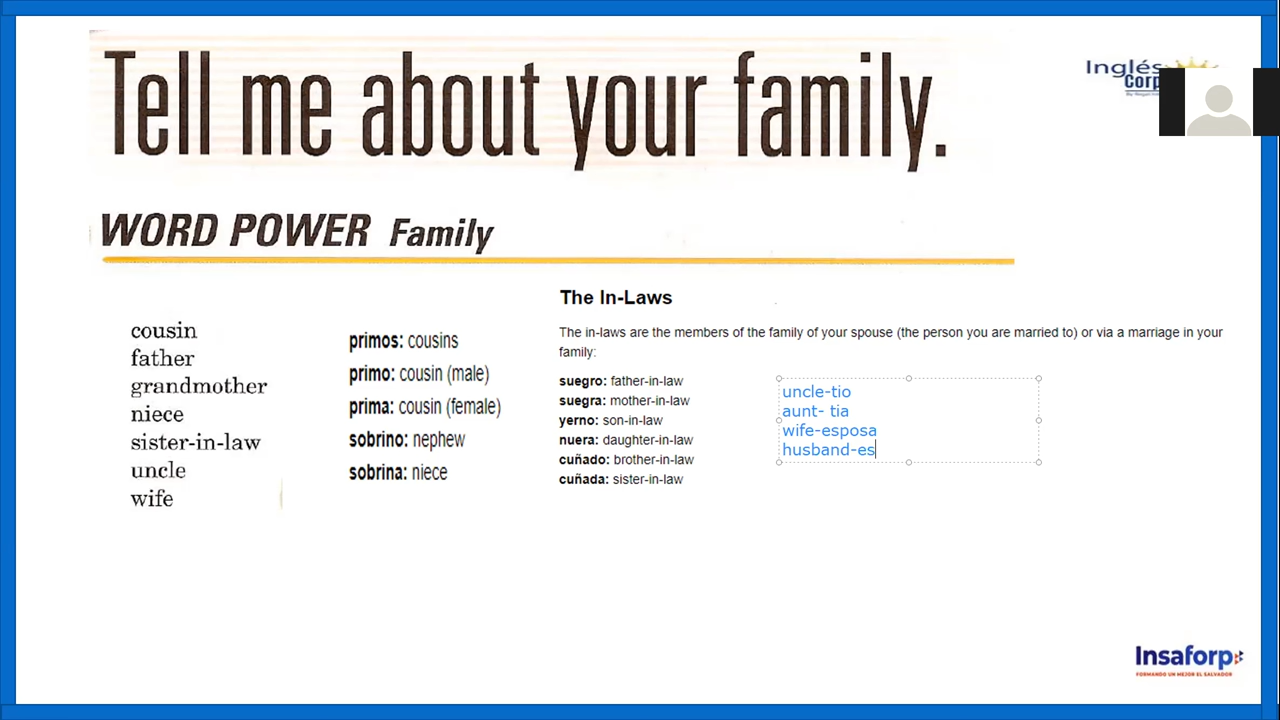 Tell me about your family.
Inglés
Corp
WORD POWER Family
cousin
father
grandmother
niece
sister-in-law
uncle
wife
primos: cousins
primo: cousin (male)
prima: cousin (female)
sobrino: nephew
sobrina: niece
The In-Laws
The in-laws are the members of the family of your spouse (the person you are married to) or via a marriage in your
family:
suegro: father-in-law
suegra: mother-in-law
yerno: son-in-law
nuera: daughter-in-law
cuñado: brother-in-law
cuñada: sister-in-law
uncle-tio
aunt- tia
wife-esposa
husband-es
Insaforp
FORMANDO UN MEJOR EL SALVADOR